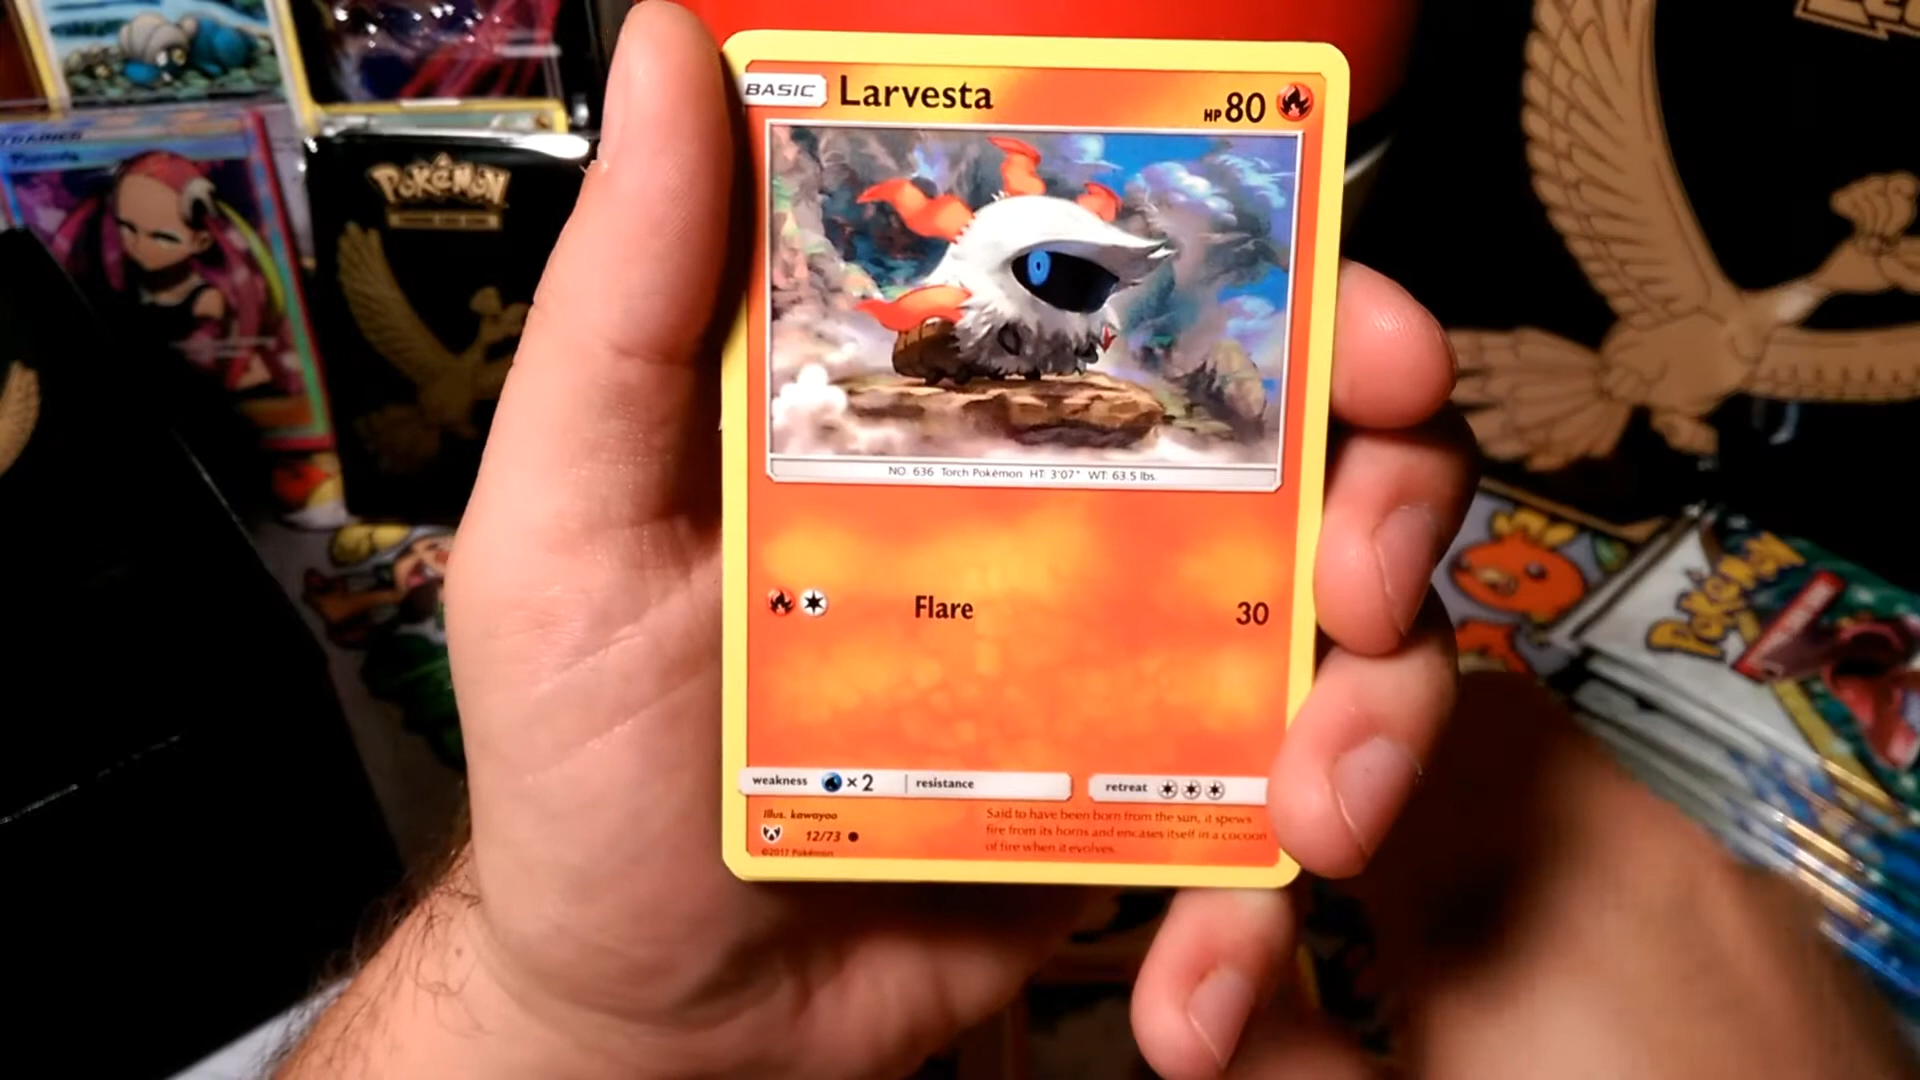 BASIC Larvesta HP 80
NO. 636 Torch Pokémon HT: 3'07" WT: 63.5 lbs.
Flare 30
weakness × 2 resistance
retreat
Illus. kawayoo
12/73
©2017 Pokémon
Said to have been born from the sun, it spews
fire from its horns and encases itself in a cocoon
of fire when it evolves.
TRAINER
POKÉMON
POKÉMON